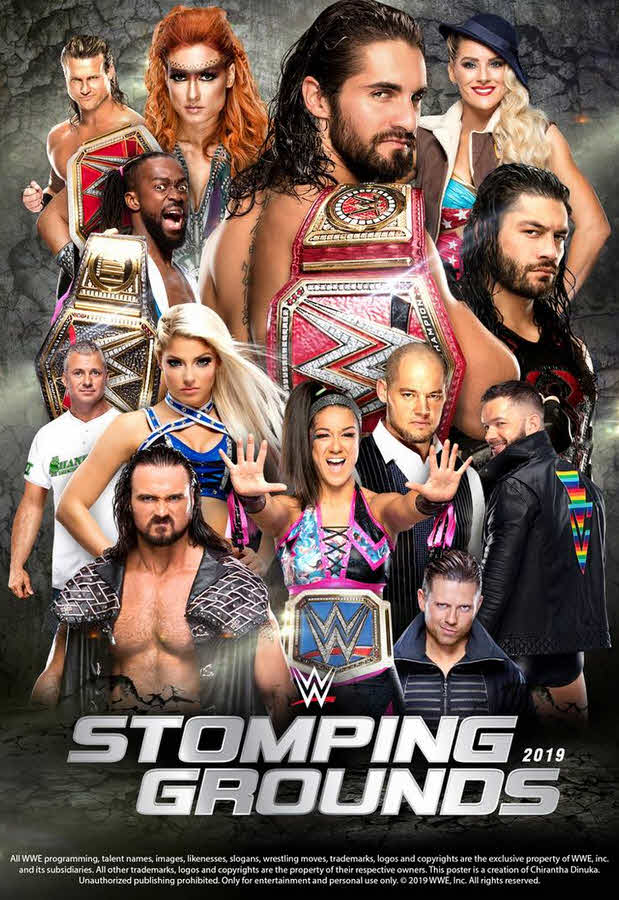 SHANE
CHAMPION
W
STOMPING
GROUNDS 2019
All WWE programming, talent names, images, likenesses, slogans, wrestling moves, trademarks, logos and copyrights are the exclusive property of WWE, inc.
and its subsidiaries. All other trademarks, logos and copyrights are the property of their respective owners. This poster is a creation of Chirantha Dinuka.
Unauthorized publishing prohibited. Only for entertainment and personal use only. © 2019 WWE, Inc. All rights reserved.